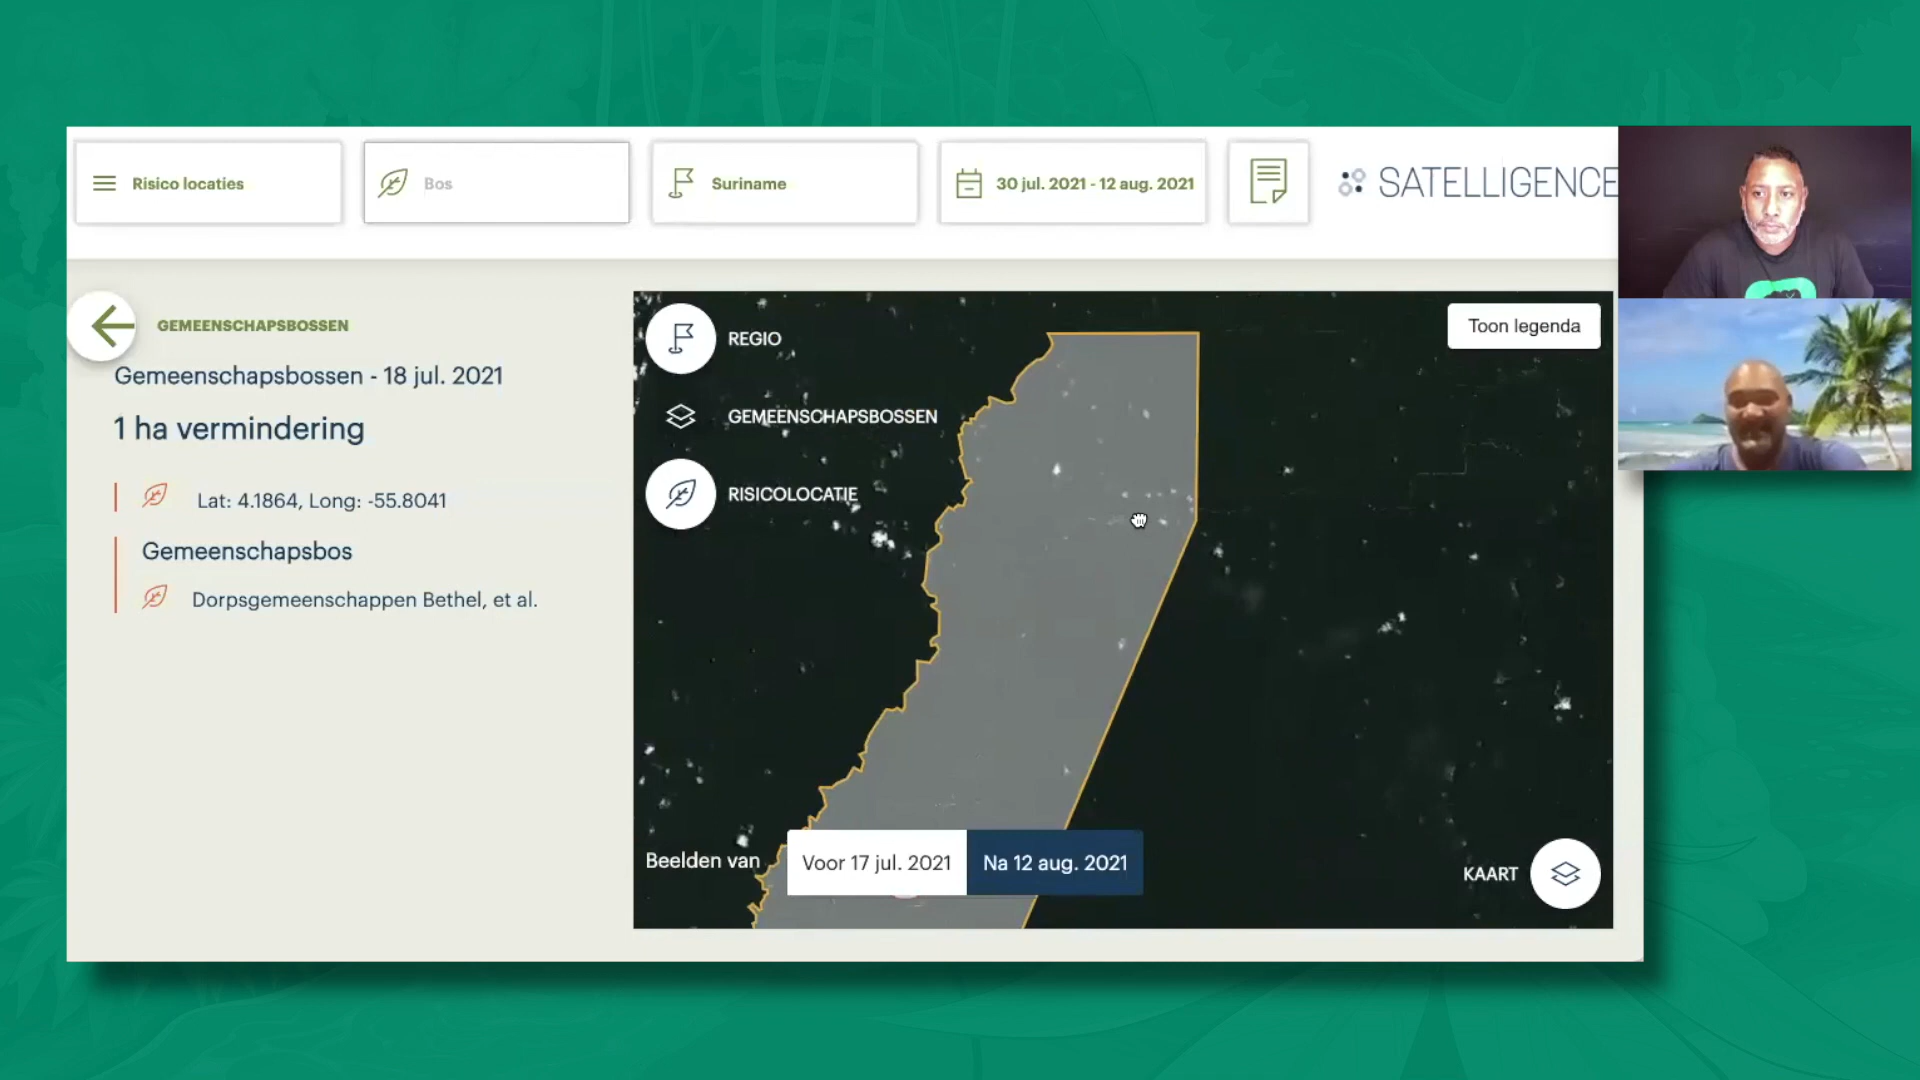 Risico locaties
Bos
Suriname
30 jul. 2021 - 12 aug. 2021
SATELLIGENCE
GEMEENSCHAPSBOSSEN
Gemeenschapsbossen - 18 jul. 2021
1 ha vermindering
Lat: 4.1864, Long: -55.8041
Gemeenschapsbos
Dorpsgemeenschappen Bethel, et al.
REGIO
GEMEENSCHAPSBOSSEN
RISICOLOCATIE
Toon legenda
Beelden van
Voor 17 jul. 2021
Na 12 aug. 2021
KAART